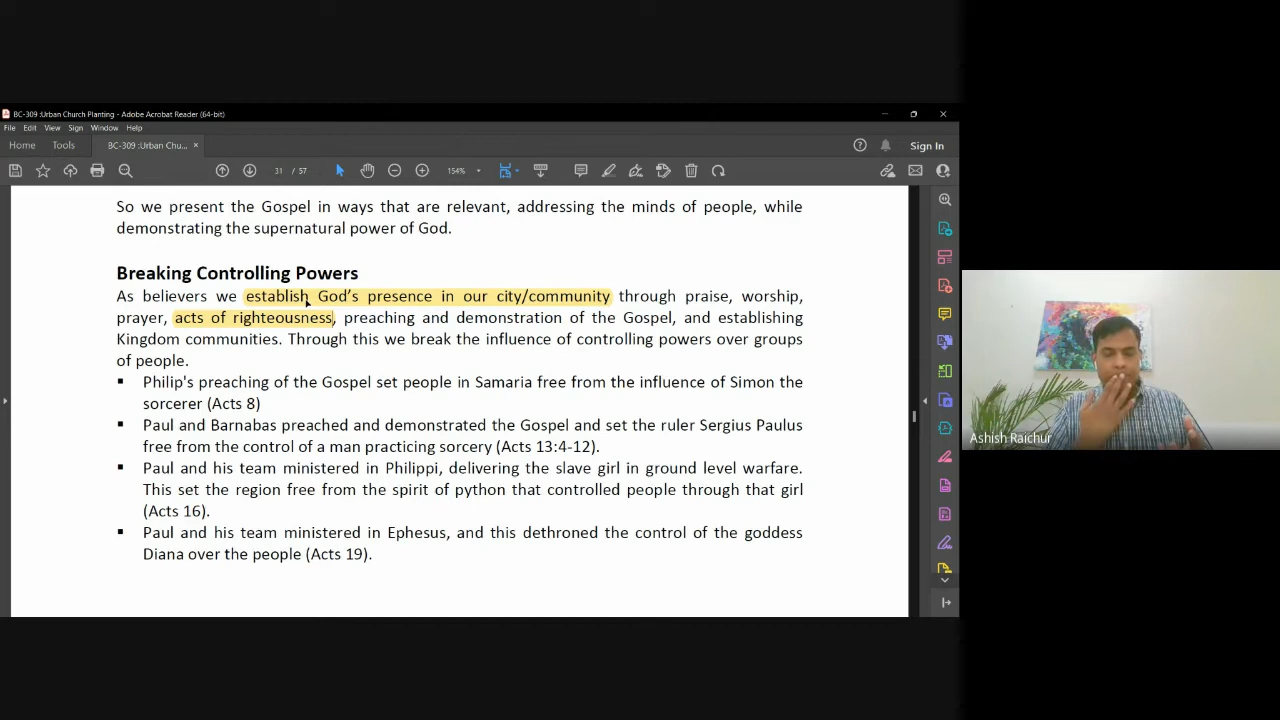 BC-309 :Urban Church Planting - Adobe Acrobat Reader (64-bit)
File Edit View Sign Window Help
Home Tools BC-309 :Urban Chu... × Sign In
31 / 57 154%
So we present the Gospel in ways that are relevant, addressing the minds of people, while
demonstrating the supernatural power of God.
Breaking Controlling Powers
As believers we establish God's presence in our city/community through praise, worship,
prayer, acts of righteousness, preaching and demonstration of the Gospel, and establishing
Kingdom communities. Through this we break the influence of controlling powers over groups
of people.
▪ Philip's preaching of the Gospel set people in Samaria free from the influence of Simon the
sorcerer (Acts 8)
▪ Paul and Barnabas preached and demonstrated the Gospel and set the ruler Sergius Paulus
free from the control of a man practicing sorcery (Acts 13:4-12).
▪ Paul and his team ministered in Philippi, delivering the slave girl in ground level warfare.
This set the region free from the spirit of python that controlled people through that girl
(Acts 16).
▪ Paul and his team ministered in Ephesus, and this dethroned the control of the goddess
Diana over the people (Acts 19).
Ashish Raichur